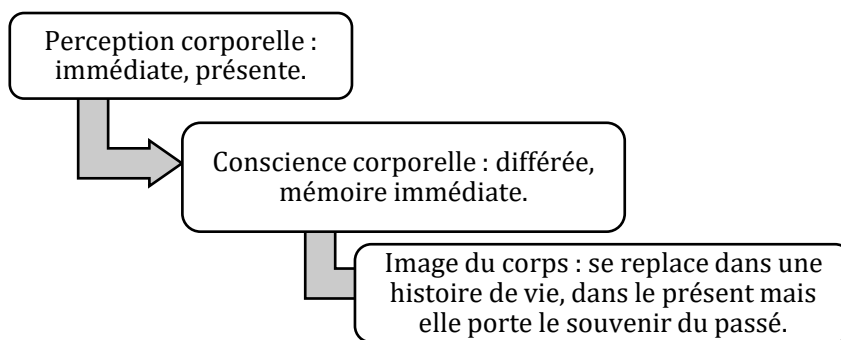 Perception corporelle :
immédiate, présente.
Conscience corporelle : différée,
mémoire immédiate.
Image du corps : se replace dans une
histoire de vie, dans le présent mais
elle porte le souvenir du passé.